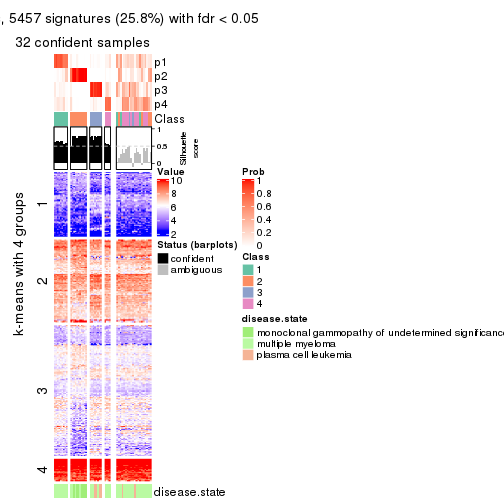 , 5457 signatures (25.8%) with fdr < 0.05
32 confident samples
p1
p2
p3
p4
Class
1
0.5
0
Silhouette
score
k-means with 4 groups
1
2
3
4
disease.state
Value
10
8
6
4
2
Status (barplots)
confident
ambiguous
Prob
1
0.8
0.6
0.4
0.2
0
Class
1
2
3
4
disease.state
monoclonal gammopathy of undetermined significance
multiple myeloma
plasma cell leukemia